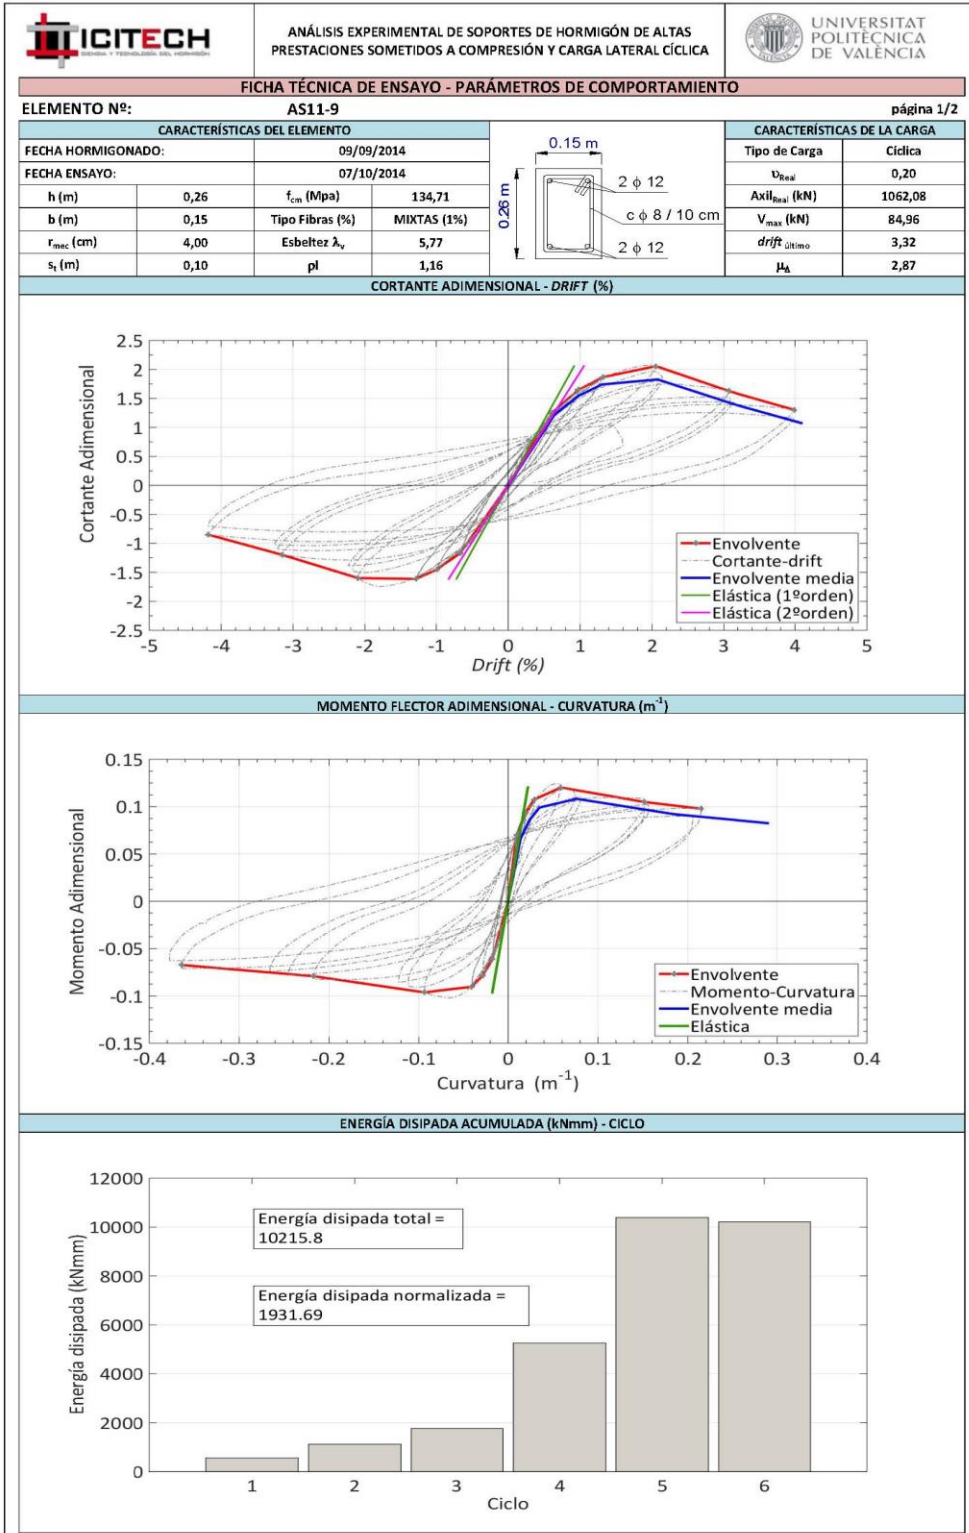 ICITECH
CIENCIA Y TECNOLOGÍA DEL HORMIGÓN
ANÁLISIS EXPERIMENTAL DE SOPORTES DE HORMIGÓN DE ALTAS
PRESTACIONES SOMETIDOS A COMPRESIÓN Y CARGA LATERAL CÍCLICA
UNIVERSITAT
POLITÈCNICA
DE VALÈNCIA
FICHA TÉCNICA DE ENSAYO - PARÁMETROS DE COMPORTAMIENTO
ELEMENTO Nº: AS11-9 página 1/2
CARACTERÍSTICAS DEL ELEMENTO
FECHA HORMIGONADO: 09/09/2014
FECHA ENSAYO: 07/10/2014
h (m) 0,26 fcm (Mpa) 134,71
b (m) 0,15 Tipo Fibras (%) MIXTAS (1%)
rmec (cm) 4,00 Esbeltez λv 5,77
st (m) 0,10 ρl 1,16
0.15 m
0.26 m
2 ϕ 12
c ϕ 8 / 10 cm
2 ϕ 12
CARACTERÍSTICAS DE LA CARGA
Tipo de Carga Cíclica
υReal 0,20
AxilReal (kN) 1062,08
Vmax (kN) 84,96
drift último 3,32
μΔ 2,87
CORTANTE ADIMENSIONAL - DRIFT (%)
Cortante Adimensional
2.5
2
1.5
1
0.5
0
-0.5
-1
-1.5
-2
-2.5
Envolvente
Cortante-drift
Envolvente media
Elástica (1ºorden)
Elástica (2ºorden)
-5 -4 -3 -2 -1 0 1 2 3 4 5
Drift (%)
MOMENTO FLECTOR ADIMENSIONAL - CURVATURA (m-1)
Momento Adimensional
0.15
0.1
0.05
0
-0.05
-0.1
-0.15
Envolvente
Momento-Curvatura
Envolvente media
Elástica
-0.4 -0.3 -0.2 -0.1 0 0.1 0.2 0.3 0.4
Curvatura (m-1)
ENERGÍA DISIPADA ACUMULADA (kNmm) - CICLO
Energía disipada (kNmm)
12000
10000
8000
6000
4000
2000
0
Energía disipada total =
10215.8
Energía disipada normalizada =
1931.69
1 2 3 4 5 6
Ciclo